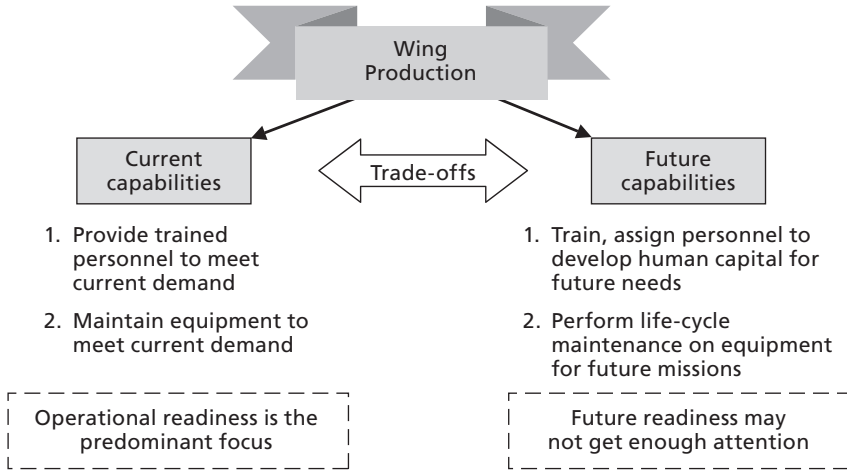 Wing
Production
Current
capabilities
Trade-offs
Future
capabilities
1. Provide trained
personnel to meet
current demand
2. Maintain equipment to
meet current demand
Operational readiness is the
predominant focus
1. Train, assign personnel to
develop human capital for
future needs
2. Perform life-cycle
maintenance on equipment
for future missions
Future readiness may
not get enough attention